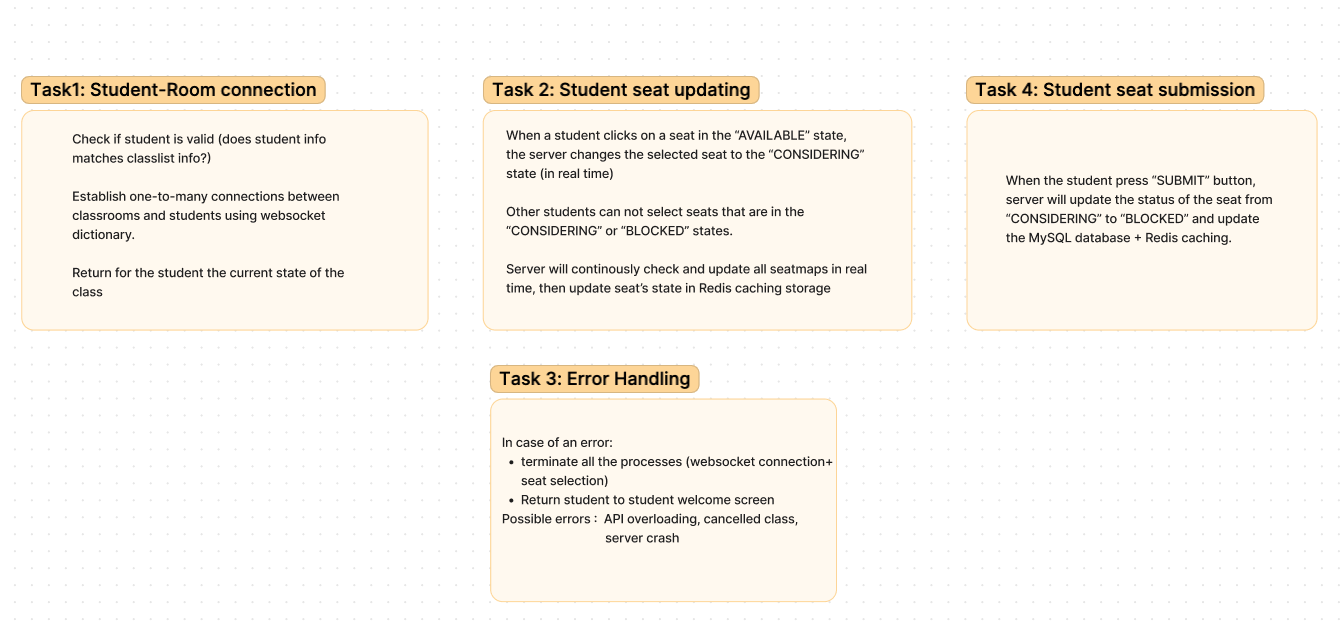 Task1: Student-Room connection
Check if student is valid (does student info
matches classlist info?)
Establish one-to-many connections between
classrooms and students using websocket
dictionary.
Return for the student the current state of the
class
Task 2: Student seat updating
When a student clicks on a seat in the “AVAILABLE” state,
the server changes the selected seat to the “CONSIDERING”
state (in real time)
Other students can not select seats that are in the
“CONSIDERING” or “BLOCKED” states.
Server will continously check and update all seatmaps in real
time, then update seat’s state in Redis caching storage
Task 4: Student seat submission
When the student press “SUBMIT” button,
server will update the status of the seat from
“CONSIDERING” to “BLOCKED” and update
the MySQL database + Redis caching.
Task 3: Error Handling
In case of an error:
• terminate all the processes (websocket connection+
seat selection)
• Return student to student welcome screen
Possible errors : API overloading, cancelled class,
server crash